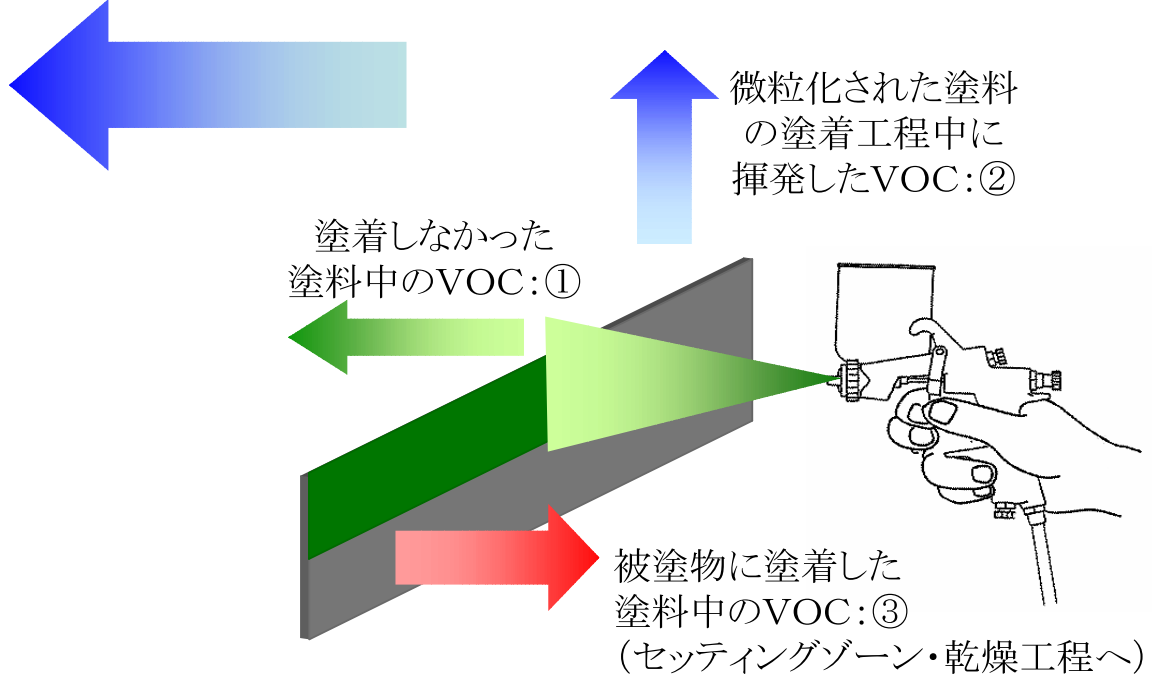 微粒化された塗料
の塗着工程中に
揮発したVOC:②
塗着しなかった
塗料中のVOC:①
被塗物に塗着した
塗料中のVOC:③
(セッティングゾーン・乾燥工程へ)